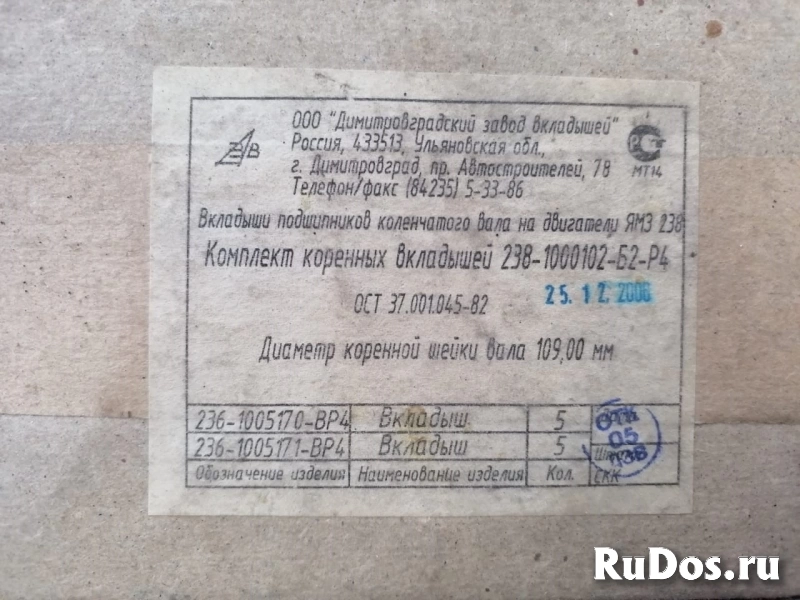 ООО "Димитровградский завод вкладышей"
Россия, 433513, Ульяновская обл.,
г. Димитровград, пр. Автостроителей, 78
Телефон/факс (84235) 5-33-86
МТ14
Вкладыши подшипников коленчатого вала на двигатели ЯМЗ 238
Комплект коренных вкладышей 238-1000102-Б2-Р4
ОСТ 37.001.045-82
25.12.2006
Диаметр коренной шейки вала 109,00 мм
236-1005170-ВР4 Вкладыш 5
236-1005171-ВР4 Вкладыш 5
Обозначение изделия Наименование изделия Кол.
СКК
ОТК
05
RuDos.ru